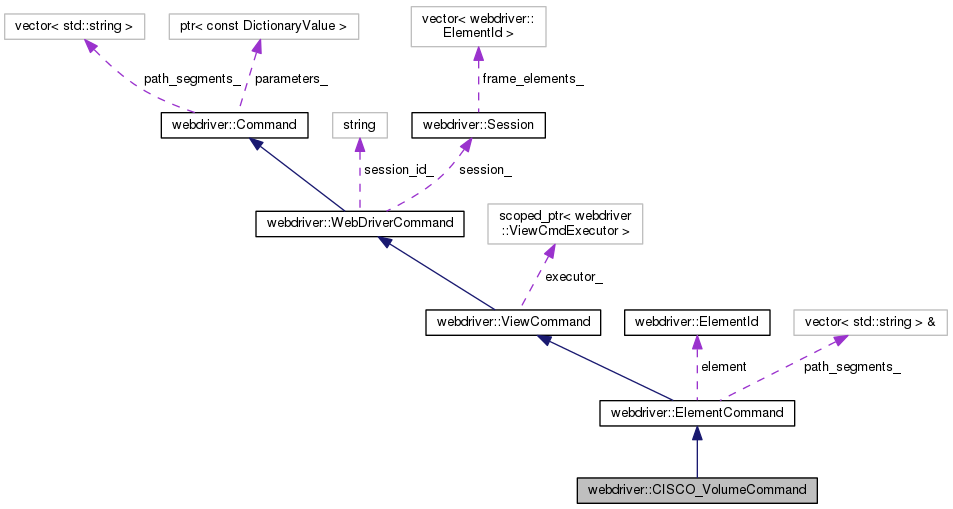 vector< std::string >
ptr< const DictionaryValue >
vector< webdriver::
ElementId >
path_segments_
parameters_
frame_elements_
webdriver::Command
string
webdriver::Session
session_id_
session_
webdriver::WebDriverCommand
scoped_ptr< webdriver
::ViewCmdExecutor >
executor_
webdriver::ViewCommand
webdriver::ElementId
vector< std::string > &
element
path_segments_
webdriver::ElementCommand
webdriver::CISCO_VolumeCommand